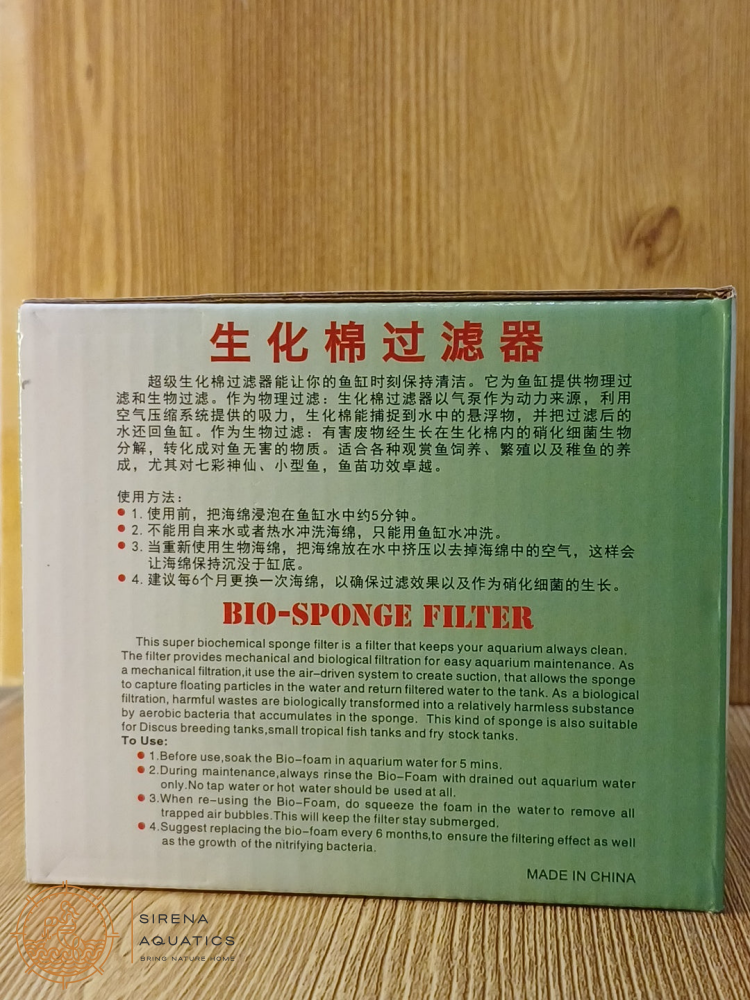 生化棉过滤器
超级生化棉过滤器能让你的鱼缸时刻保持清洁。它为鱼缸提供物理过
滤和生物过滤。作为物理过滤：生化棉过滤器以气泵作为动力来源，利用
空气压缩系统提供的吸力，生化棉能捕捉到水中的悬浮物，并把过滤后的
水还回鱼缸。作为生物过滤：有害废物经生长在生化棉内的硝化细菌生物
分解，转化成对鱼无害的物质。适合各种观赏鱼饲养、繁殖以及稚鱼的养
成，尤其对七彩神仙、小型鱼，鱼苗功效卓越。
使用方法：
● 1. 使用前，把海绵浸泡在鱼缸水中约5分钟。
● 2. 不能用自来水或者热水冲洗海绵，只能用鱼缸水冲洗。
● 3. 当重新使用生物海绵，把海绵放在水中挤压以去掉海绵中的空气，这样会
让海绵保持沉没于缸底。
● 4. 建议每6个月更换一次海绵，以确保过滤效果以及作为硝化细菌的生长。
BIO-SPONGE FILTER
This super biochemical sponge filter is a filter that keeps your aquarium always clean.
The filter provides mechanical and biological filtration for easy aquarium maintenance. As
a mechanical filtration,it use the air-driven system to create suction, that allows the sponge
to capture floating particles in the water and return filtered water to the tank. As a biological
filtration, harmful wastes are biologically transformed into a relatively harmless substance
by aerobic bacteria that accumulates in the sponge. This kind of sponge is also suitable
for Discus breeding tanks,small tropical fish tanks and fry stock tanks.
To Use:
● 1.Before use,soak the Bio-Foam in aquarium water for 5 mins.
● 2.During maintenance,always rinse the Bio-Foam with drained out aquarium water
only.No tap water or hot water should be used at all.
● 3.When re-using the Bio-Foam, do squeeze the foam in the water to remove all
trapped air bubbles.This will keep the filter stay submerged.
● 4.Suggest replacing the bio-foam every 6 months,to ensure the filtering effect as well
as the growth of the nitrifying bacteria.
MADE IN CHINA
SIRENA
AQUATICS
BRING NATURE HOME